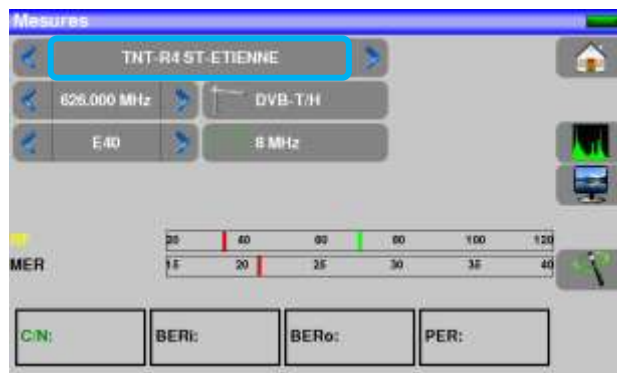 Mesures
TNT-R4 ST-ETIENNE
626.000 MHz DVB-T/H
E40 8 MHz
20 40 60 80 100 120
MER 15 20 25 30 35 40
C/N: BERi: BERo: PER: